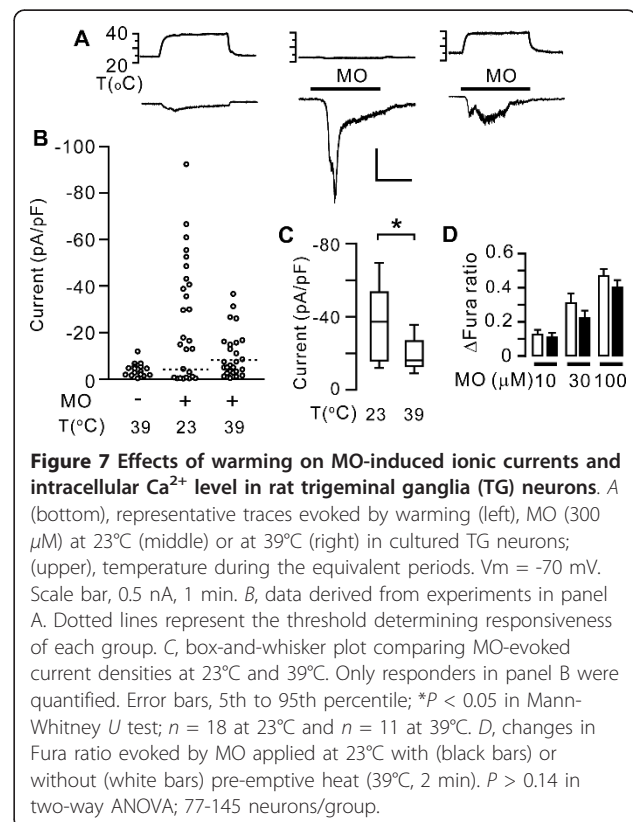 A
40
20
T(°C)
MO
MO
B
-100
-80
-60
-40
-20
0
Current (pA/pF)
MO - + +
T(°C) 39 23 39
C
*
-80
-40
0
Current (pA/pF)
T(°C) 23 39
D
0.6
0.4
0.2
0
ΔFura ratio
MO (μM) 10 30 100
Figure 7 Effects of warming on MO-induced ionic currents and
intracellular Ca²⁺ level in rat trigeminal ganglia (TG) neurons. A
(bottom), representative traces evoked by warming (left), MO (300
μM) at 23°C (middle) or at 39°C (right) in cultured TG neurons;
(upper), temperature during the equivalent periods. Vm = -70 mV.
Scale bar, 0.5 nA, 1 min. B, data derived from experiments in panel
A. Dotted lines represent the threshold determining responsiveness
of each group. C, box-and-whisker plot comparing MO-evoked
current densities at 23°C and 39°C. Only responders in panel B were
quantified. Error bars, 5th to 95th percentile; *P < 0.05 in Mann-
Whitney U test; n = 18 at 23°C and n = 11 at 39°C. D, changes in
Fura ratio evoked by MO applied at 23°C with (black bars) or
without (white bars) pre-emptive heat (39°C, 2 min). P > 0.14 in
two-way ANOVA; 77-145 neurons/group.